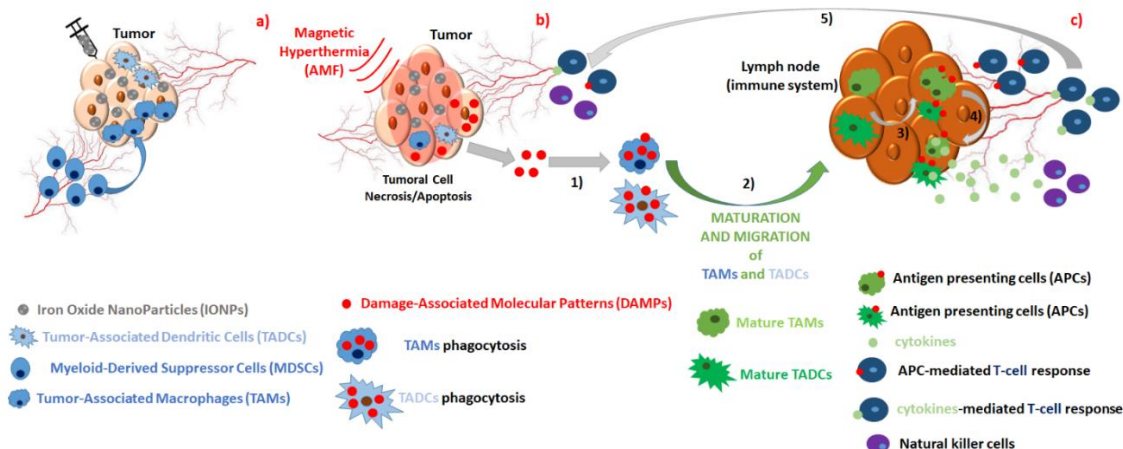 a)
Tumor
b)
Magnetic
Hyperthermia
(AMF)
Tumor
Tumoral Cell
Necrosis/Apoptosis
1)
2)
MATURATION
AND MIGRATION
of
TAMs and TADCs
5)
c)
Lymph node
(immune system)
3)
4)
Iron Oxide NanoParticles (IONPs)
Tumor-Associated Dendritic Cells (TADCs)
Myeloid-Derived Suppressor Cells (MDSCs)
Tumor-Associated Macrophages (TAMs)
Damage-Associated Molecular Patterns (DAMPs)
TAMs phagocytosis
TADCs phagocytosis
Mature TAMs
Mature TADCs
Antigen presenting cells (APCs)
Antigen presenting cells (APCs)
cytokines
APC-mediated T-cell response
cytokines-mediated T-cell response
Natural killer cells